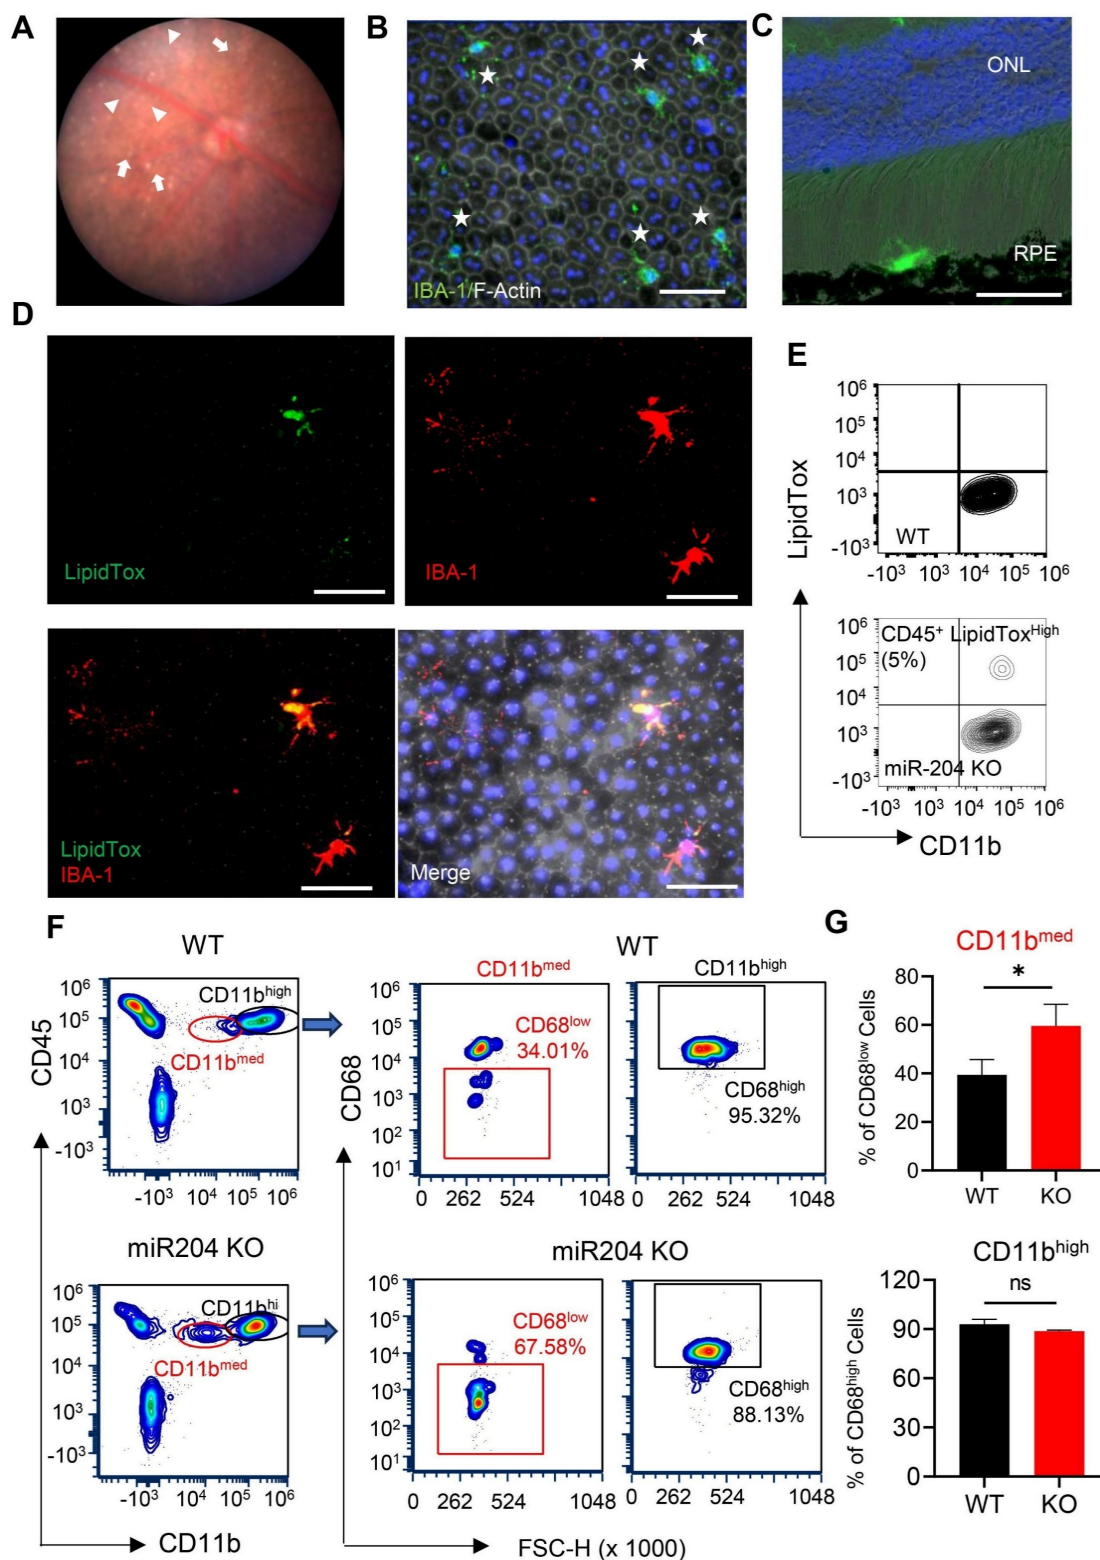 A
B
IBA-1/F-Actin
C
ONL
RPE
D
LipidTox
IBA-1
LipidTox
IBA-1
Merge
E
LipidTox
10⁶
10⁵
10⁴
10³
-10³
WT
-10³ 10³ 10⁴ 10⁵ 10⁶
10⁶
10⁵
10⁴
10³
-10³
CD45⁺ LipidTox^High
(5%)
miR-204 KO
-10³ 10³ 10⁴ 10⁵ 10⁶
CD11b
F
WT
WT
CD45
10⁶
10⁵
10⁴
10³
-10³
CD11b^high
CD11b^med
-10³ 10⁴ 10⁵ 10⁶
CD68
CD11b^med
10⁶
10⁵
10⁴
10³
10²
10¹
CD68^low
34.01%
0 262 524 1048
CD11b^high
CD68^high
95.32%
0 262 524 1048
miR204 KO
miR204 KO
10⁶
10⁵
10⁴
10³
-10³
CD11b^hi
CD11b^med
-10³ 10⁴ 10⁵ 10⁶
CD11b
10⁶
10⁵
10⁴
10³
10²
10¹
CD68^low
67.58%
0 262 524 1048
CD68^high
88.13%
0 262 524 1048
FSC-H (x 1000)
G
CD11b^med
% of CD68^low Cells
80
60
40
20
0
*
WT KO
CD11b^high
% of CD68^high Cells
120
90
60
30
0
ns
WT KO